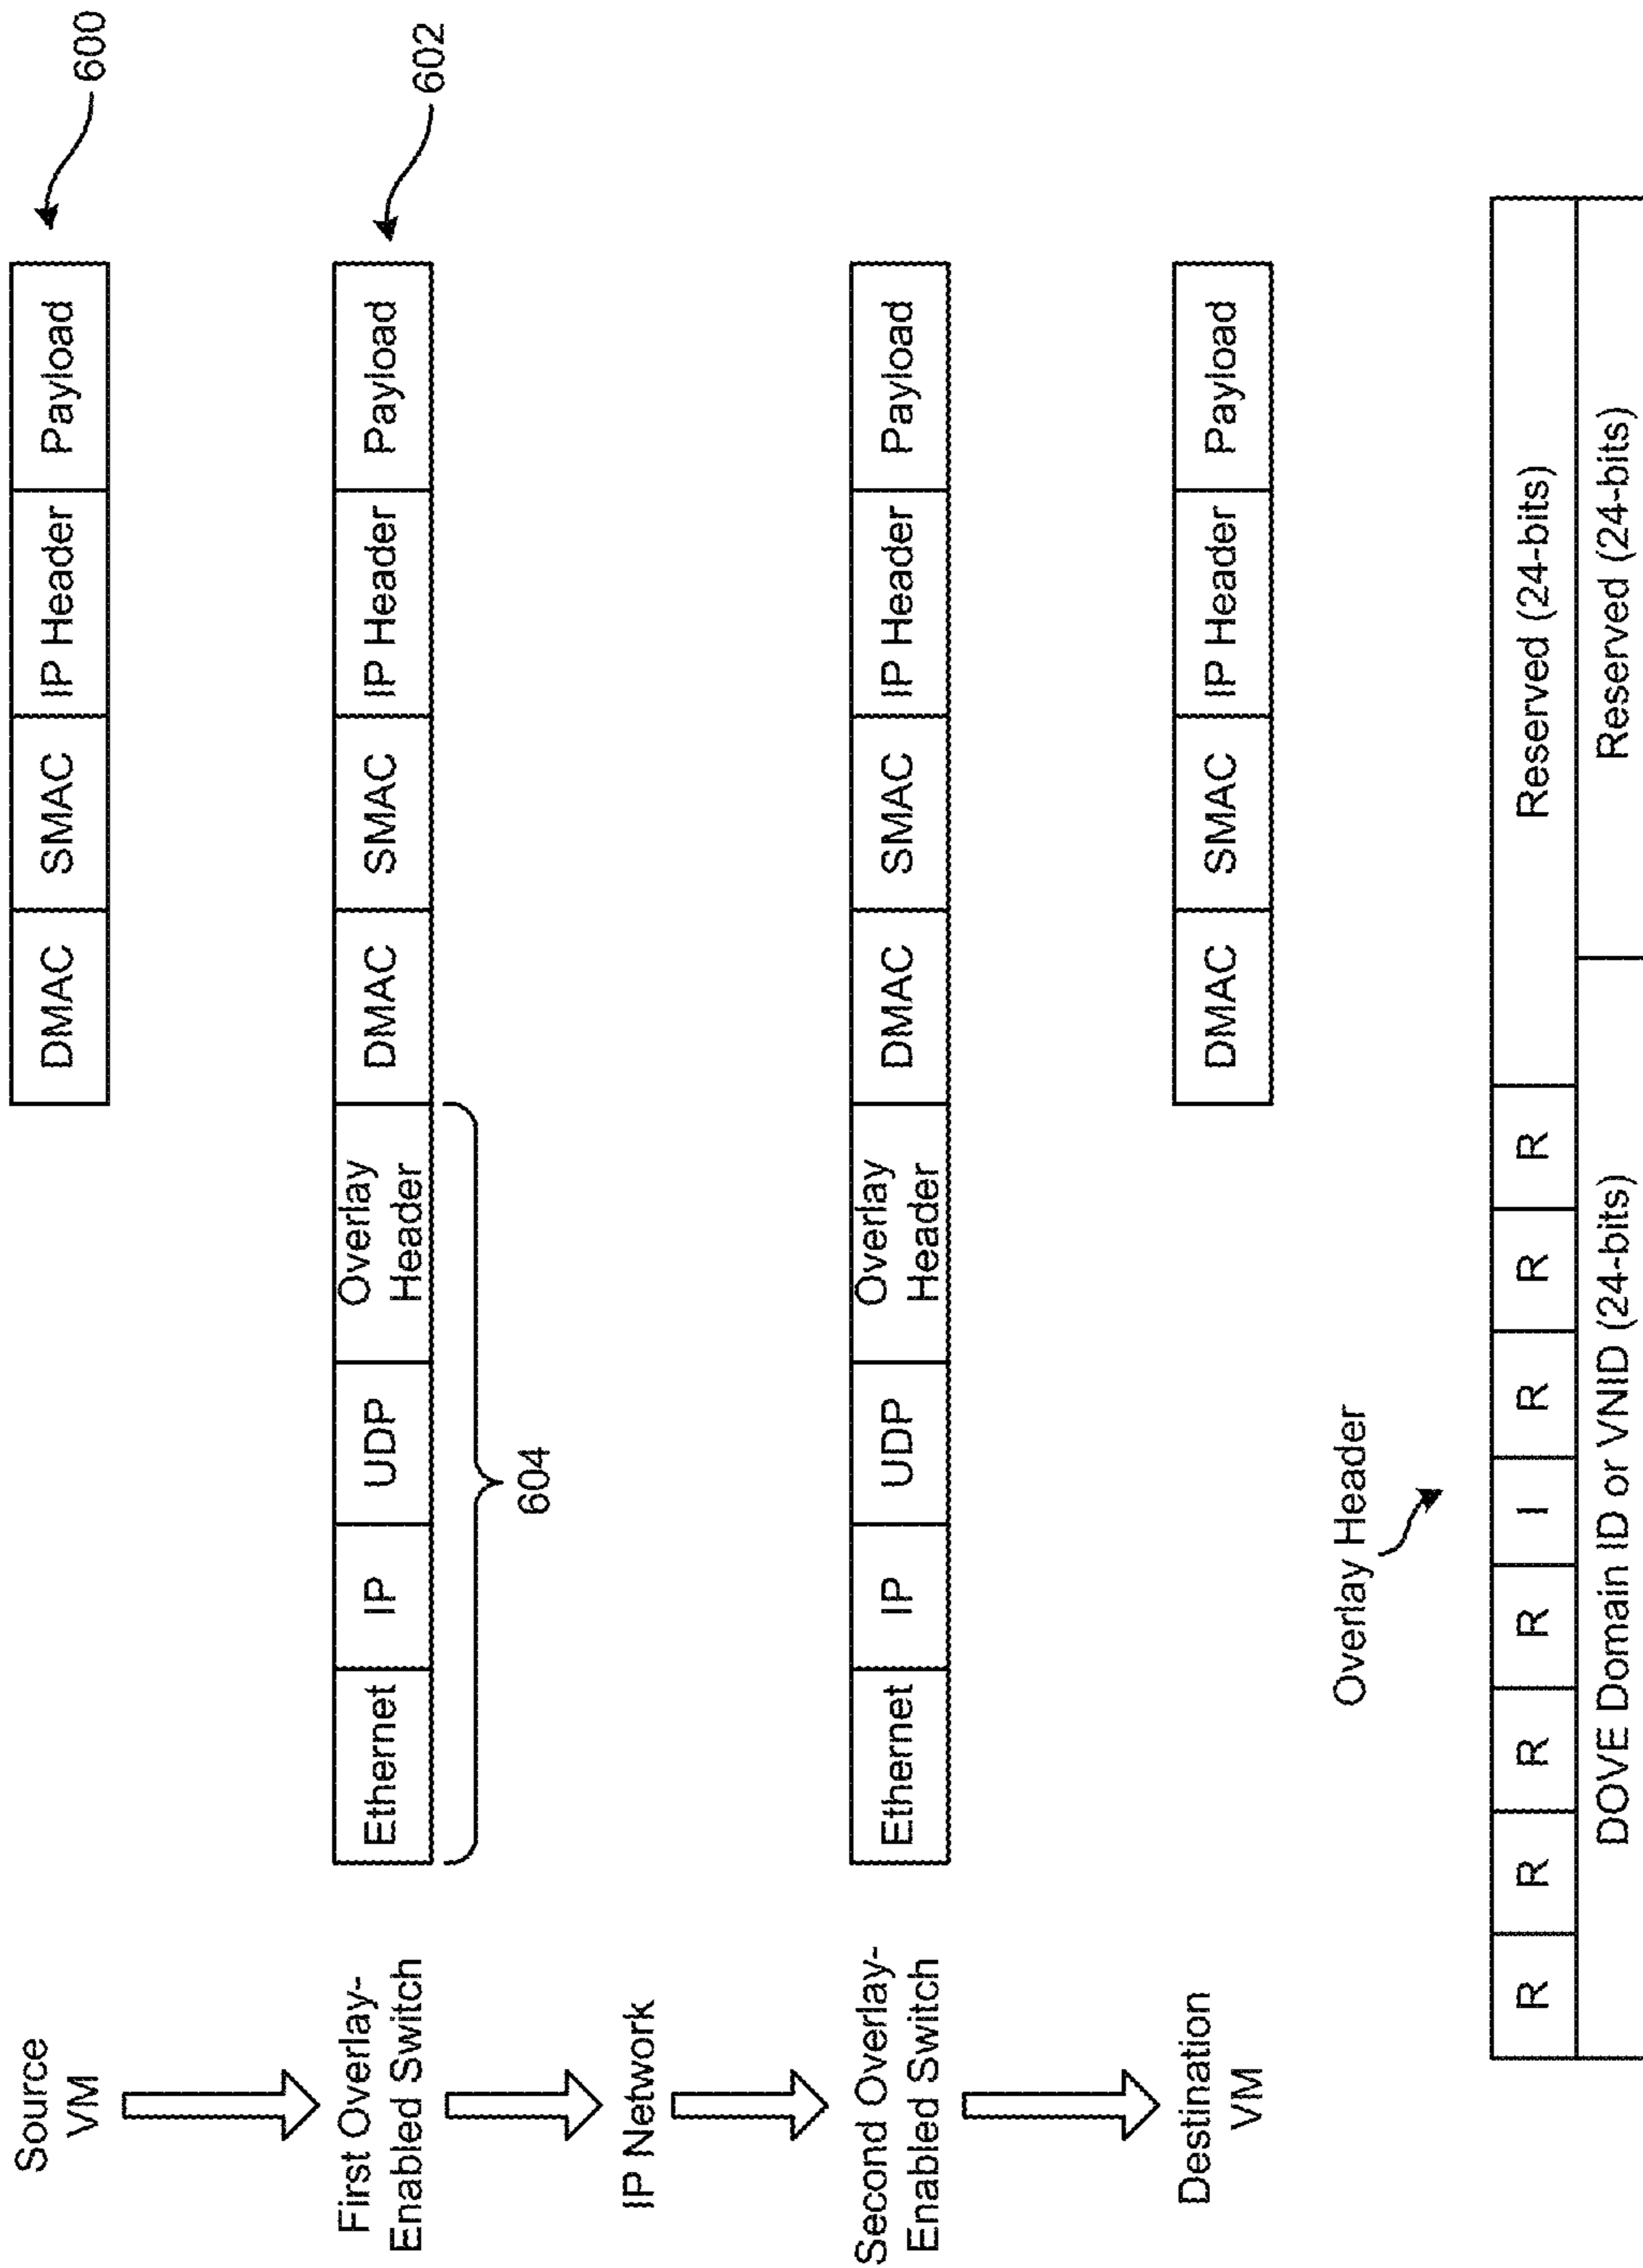 Source
VM
DMAC SMAC IP Header Payload
600
First Overlay-
Enabled Switch
Ethernet IP UDP Overlay
Header DMAC SMAC IP Header Payload
602
604
IP Network
Second Overlay-
Enabled Switch
Ethernet IP UDP Overlay
Header DMAC SMAC IP Header Payload
Destination
VM
DMAC SMAC IP Header Payload
Overlay Header
R R R R I R R R Reserved (24-bits)
DOVE Domain ID or VNID (24-bits) Reserved (24-bits)